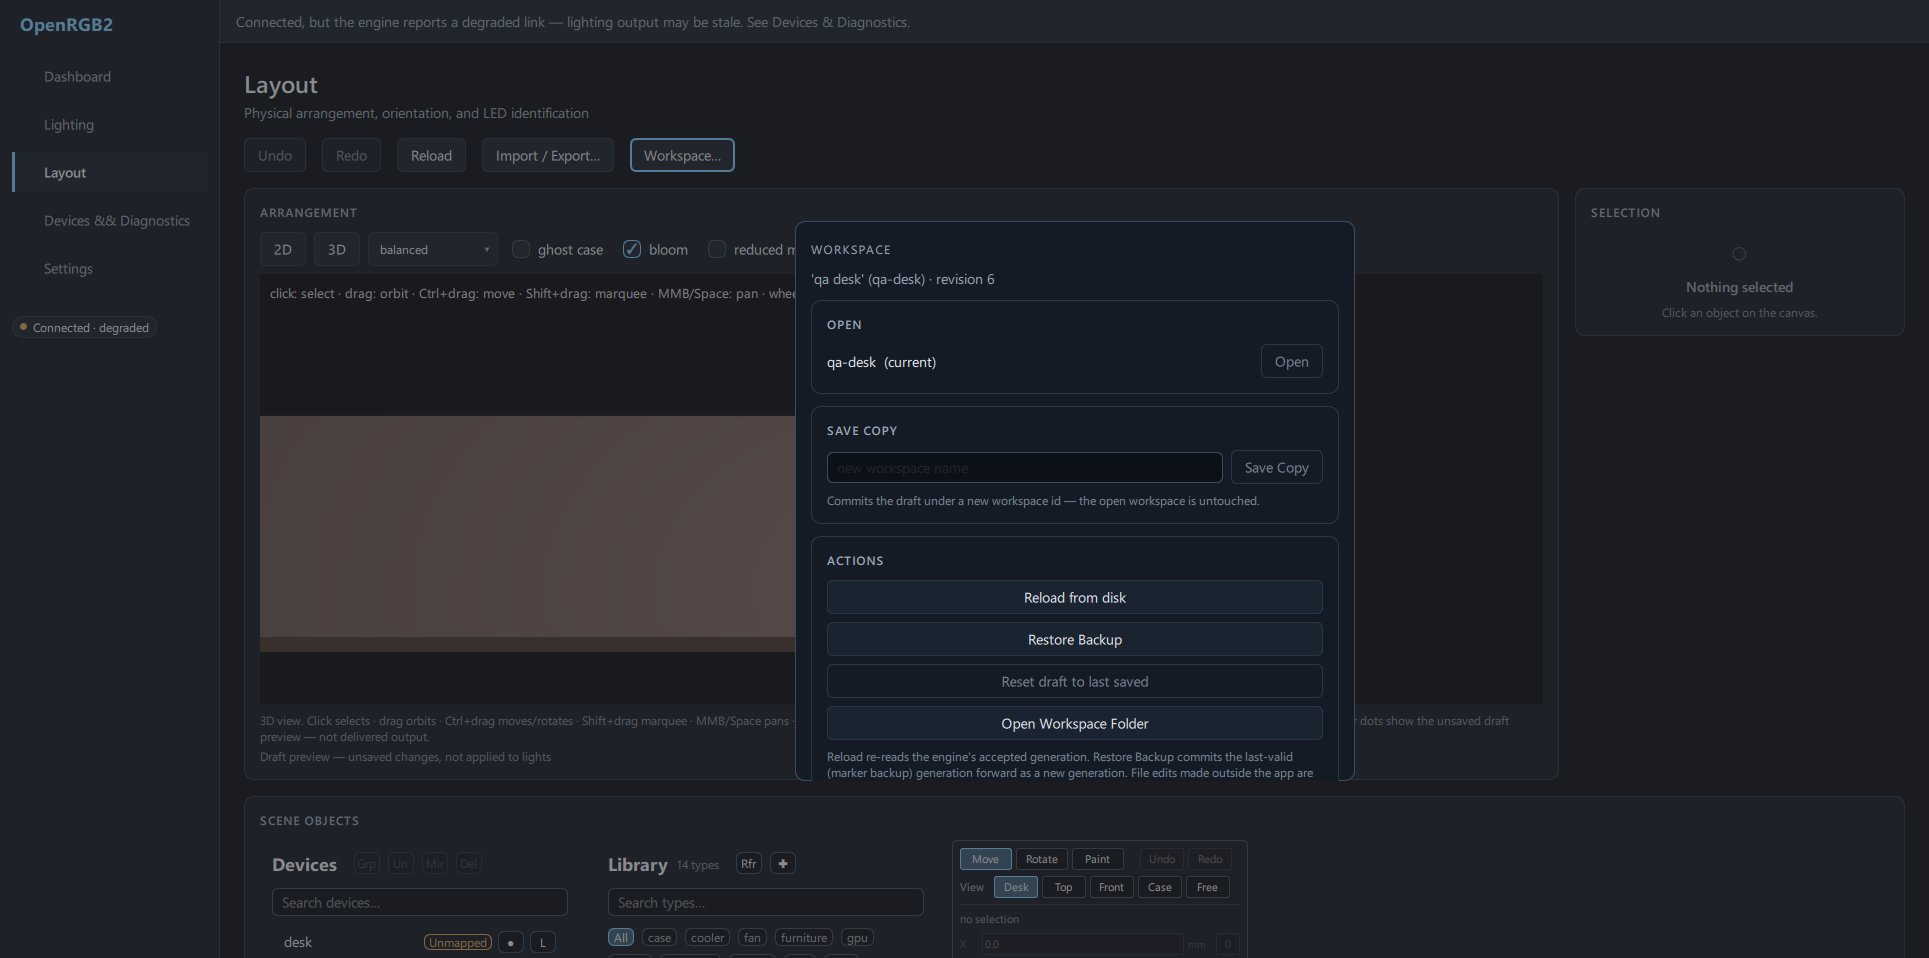 OpenRGB2
Connected, but the engine reports a degraded link — lighting output may be stale. See Devices & Diagnostics.
Dashboard
Lighting
Layout
Devices && Diagnostics
Settings
Connected · degraded
Layout
Physical arrangement, orientation, and LED identification
Undo Redo Reload Import / Export... Workspace...
ARRANGEMENT
2D 3D balanced ghost case bloom reduced
click: select · drag: orbit · Ctrl+drag: move · Shift+drag: marquee · MMB/Space: pan ·
3D view. Click selects · drag orbits · Ctrl+drag moves/rotates · Shift+drag marquee · MMB/Space pans ·
dots show the unsaved draft
preview — not delivered output.
Draft preview — unsaved changes, not applied to lights
SELECTION
Nothing selected
Click an object on the canvas.
WORKSPACE
'qa desk' (qa-desk) · revision 6
OPEN
qa-desk (current) Open
SAVE COPY
new workspace name Save Copy
Commits the draft under a new workspace id — the open workspace is untouched.
ACTIONS
Reload from disk
Restore Backup
Reset draft to last saved
Open Workspace Folder
Reload re-reads the engine's accepted generation. Restore Backup commits the last-valid
(marker backup) generation forward as a new generation. File edits made outside the app are
SCENE OBJECTS
Devices Grp Un Mir Del
Search devices...
desk Unmapped L
Library 14 types Rfr
Search types...
All case cooler fan furniture gpu
Move Rotate Paint Undo Redo
View Desk Top Front Case Free
no selection
X 0.0 mm 0